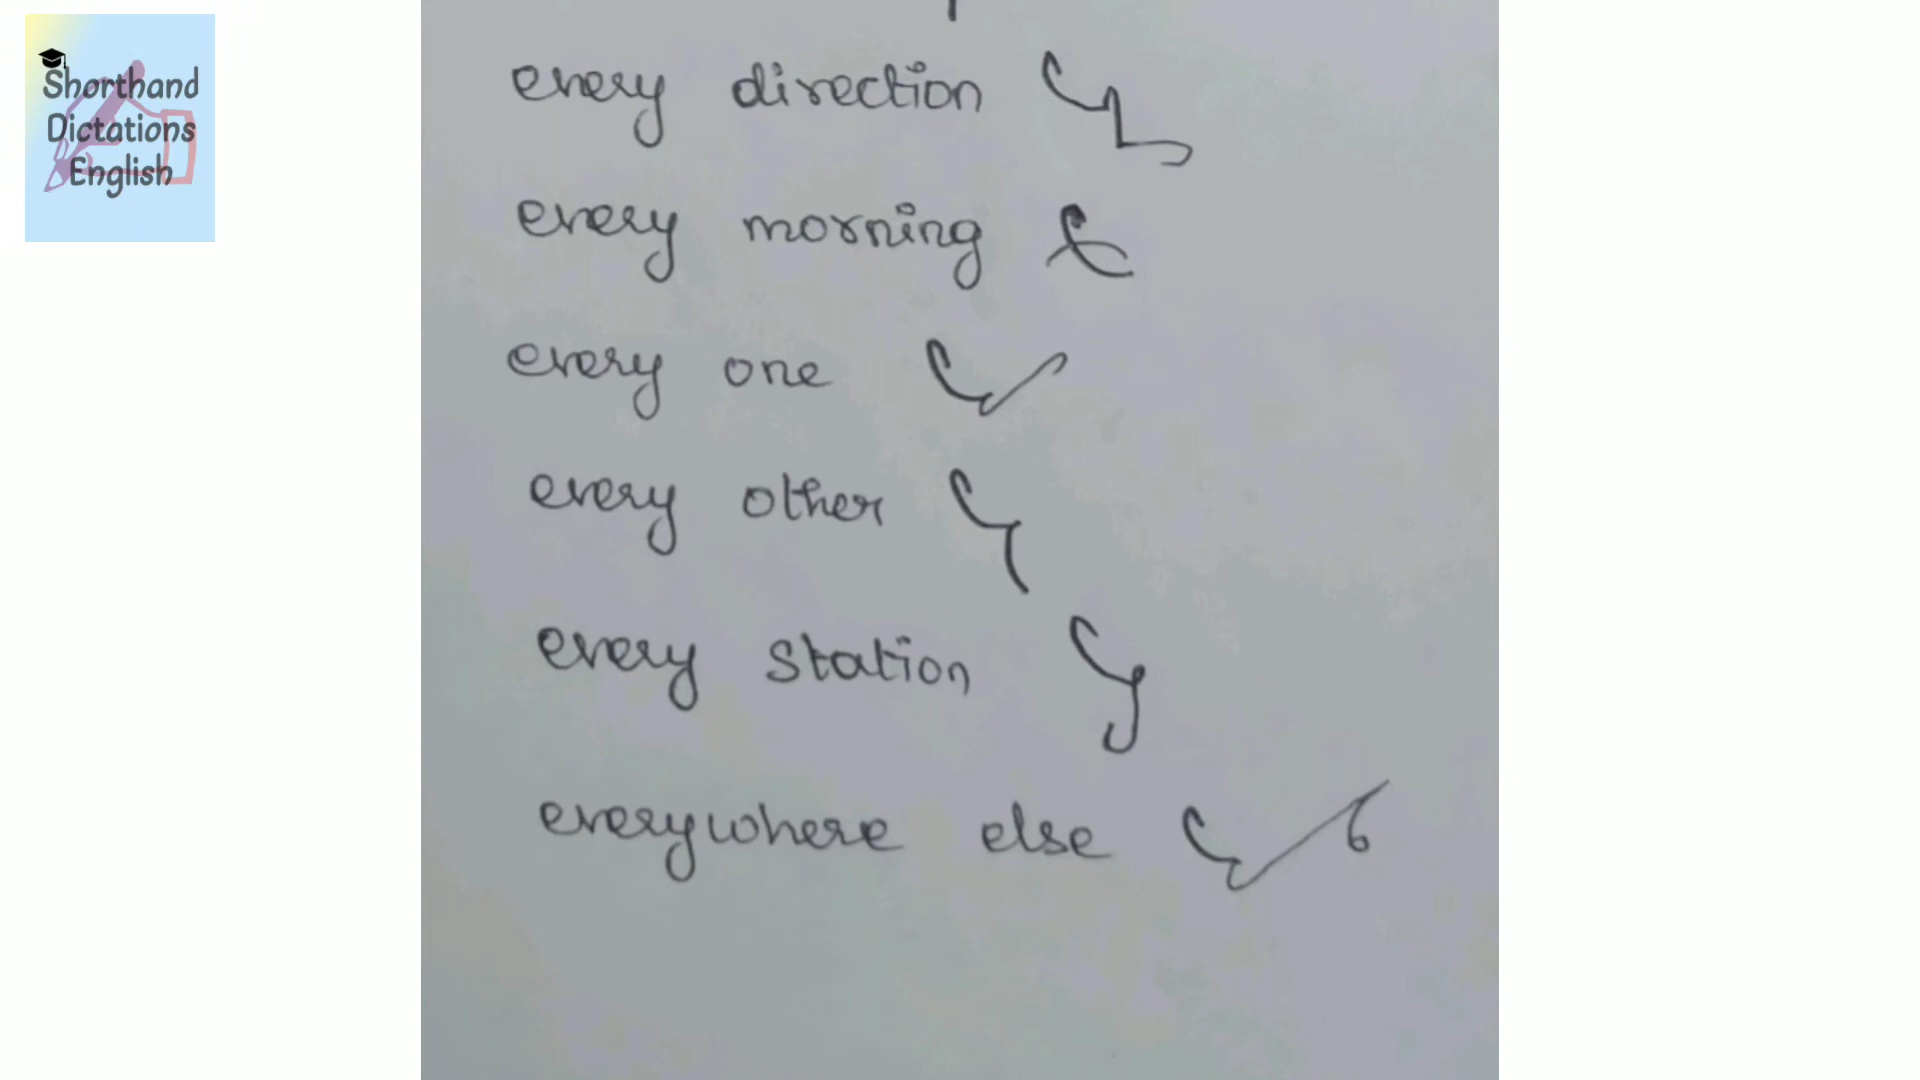 Shorthand
Dictations
English
every direction
every morning
every one
every other
every station
everywhere else